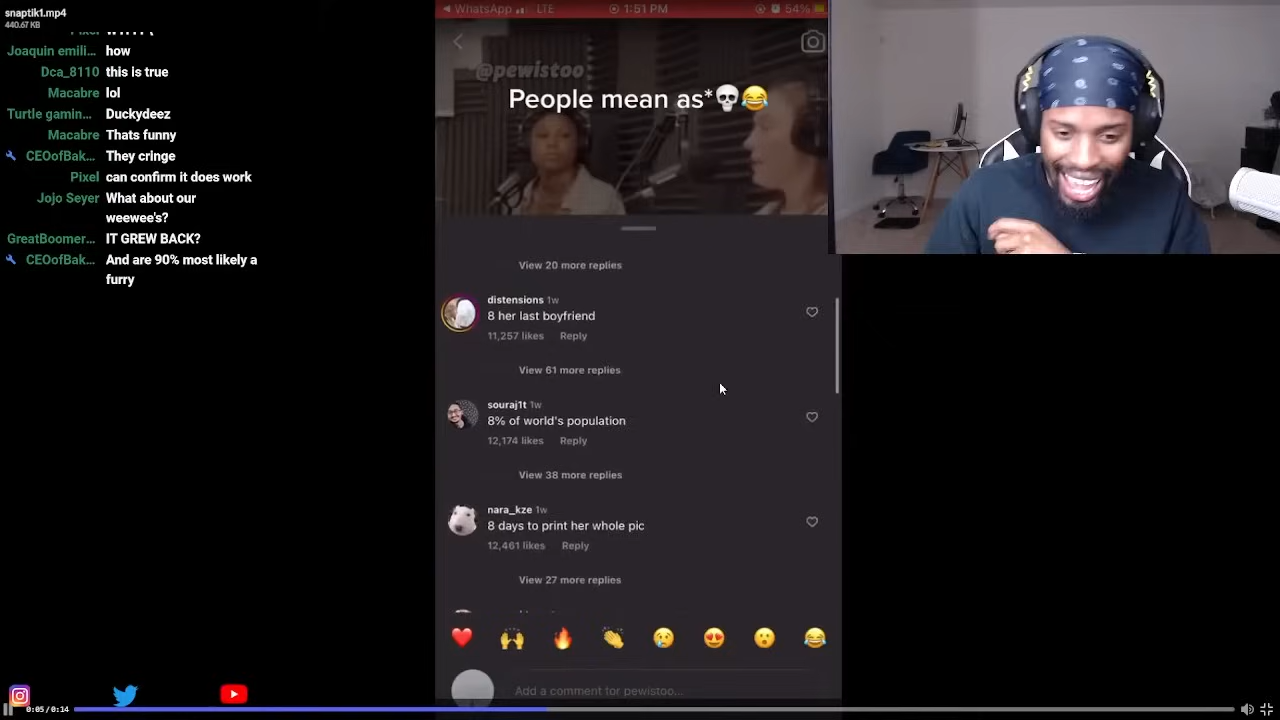 snaptik1.mp4
440.67 KB
Joaquin emili... how
Dca_8110 this is true
Macabre lol
Turtle gamin... Duckydeez
Macabre Thats funny
CEOofBak... They cringe
Pixel can confirm it does work
Jojo Seyer What about our
weewee's?
GreatBoomer... IT GREW BACK?
CEOofBak... And are 90% most likely a
furry
WhatsApp LTE 1:51 PM 54%
@pewistoo
People mean as*💀😂
View 20 more replies
distensions 1w
8 her last boyfriend
11,257 likes Reply
View 61 more replies
souraj1t 1w
8% of world's population
12,174 likes Reply
View 38 more replies
nara_kze 1w
8 days to print her whole pic
12,461 likes Reply
View 27 more replies
Add a comment for pewistoo...
0:05/0:14